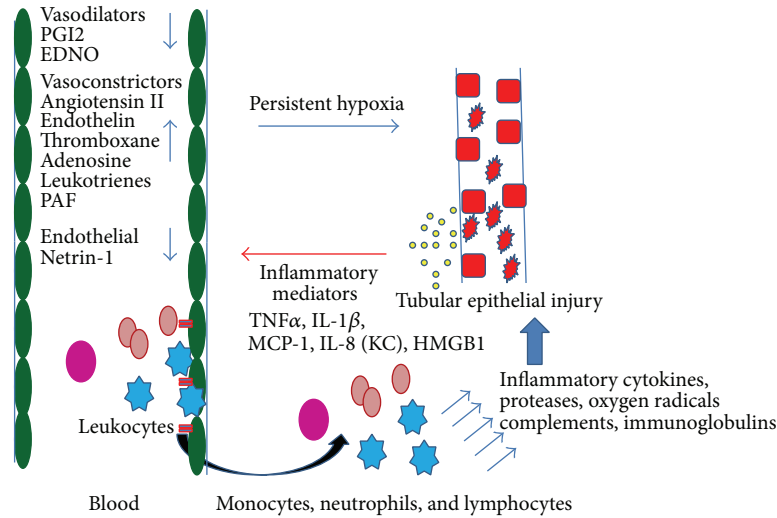 Vasodilators
PGI2
EDNO
Vasoconstrictors
Angiotensin II
Endothelin
Thromboxane
Adenosine
Leukotrienes
PAF
Endothelial
Netrin-1
Leukocytes
Blood
Persistent hypoxia
Inflammatory
mediators
TNFα, IL-1β,
MCP-1, IL-8 (KC), HMGB1
Tubular epithelial injury
Inflammatory cytokines,
proteases, oxygen radicals
complements, immunoglobulins
Monocytes, neutrophils, and lymphocytes